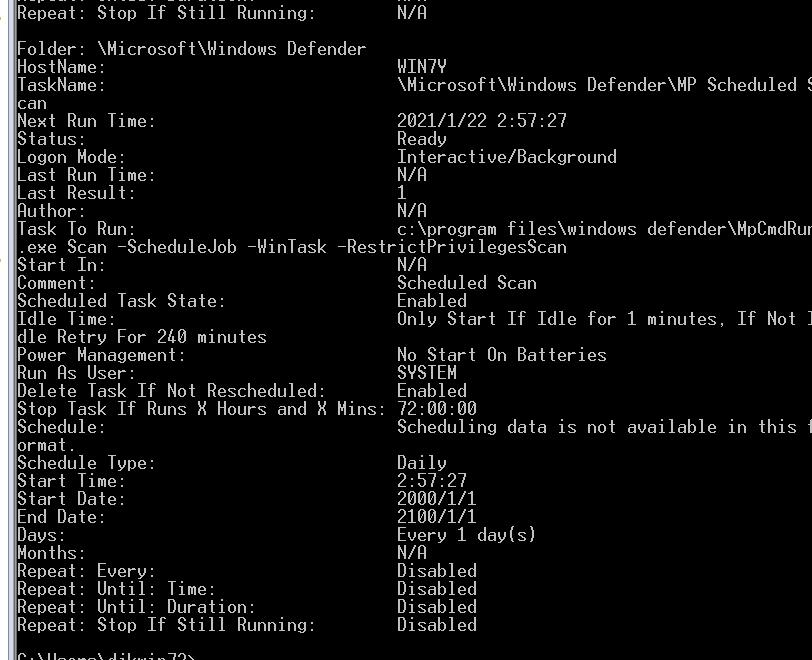 Repeat: Stop If Still Running:          N/A

Folder: \Microsoft\Windows Defender
HostName:                               WIN7Y
TaskName:                               \Microsoft\Windows Defender\MP Scheduled S
can
Next Run Time:                          2021/1/22 2:57:27
Status:                                 Ready
Logon Mode:                             Interactive/Background
Last Run Time:                          N/A
Last Result:                            1
Author:                                 N/A
Task To Run:                            c:\program files\windows defender\MpCmdRun
.exe Scan -ScheduleJob -WinTask -RestrictPrivilegesScan
Start In:                               N/A
Comment:                                Scheduled Scan
Scheduled Task State:                   Enabled
Idle Time:                              Only Start If Idle for 1 minutes, If Not I
dle Retry For 240 minutes
Power Management:                       No Start On Batteries
Run As User:                            SYSTEM
Delete Task If Not Rescheduled:         Enabled
Stop Task If Runs X Hours and X Mins: 72:00:00
Schedule:                               Scheduling data is not available in this f
ormat.
Schedule Type:                          Daily
Start Time:                             2:57:27
Start Date:                             2000/1/1
End Date:                               2100/1/1
Days:                                   Every 1 day(s)
Months:                                 N/A
Repeat: Every:                          Disabled
Repeat: Until: Time:                    Disabled
Repeat: Until: Duration:                Disabled
Repeat: Stop If Still Running:          Disabled